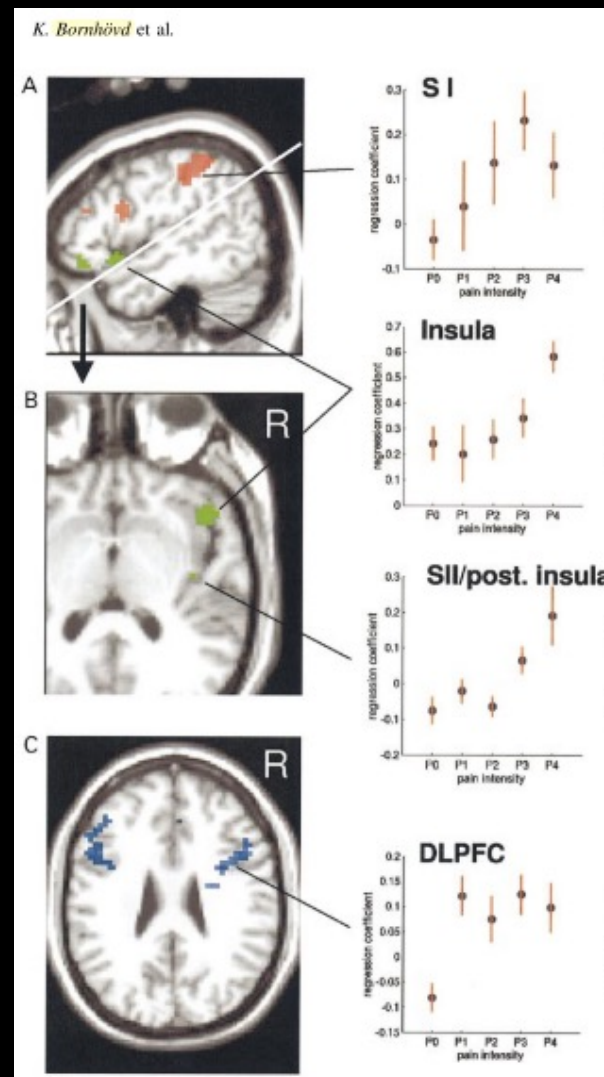 K. Bornhövd et al.
A
S I
regression coefficient
0.3
0.2
0.1
0
-0.1
P0 P1 P2 P3 P4
pain intensity
Insula
regression coefficient
0.7
0.6
0.5
0.4
0.3
0.2
0.1
0
P0 P1 P2 P3 P4
pain intensity
B
R
SII/post. insula
regression coefficient
0.3
0.2
0.1
0
-0.1
-0.2
P0 P1 P2 P3 P4
pain intensity
C
R
DLPFC
regression coefficient
0.2
0.15
0.1
0.05
0
-0.05
-0.1
-0.15
P0 P1 P2 P3 P4
pain intensity